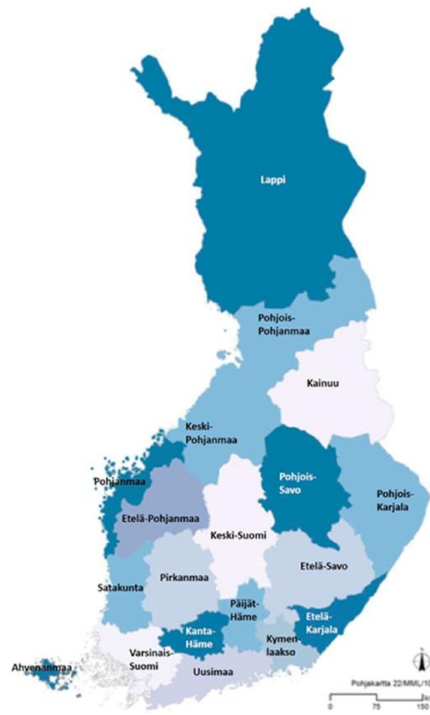 Lappi
Pohjois-
Pohjanmaa
Kainuu
Keski-
Pohjanmaa
Pohjanmaa
Pohjois-
Savo
Pohjois-
Karjala
Etelä-Pohjanmaa
Keski-Suomi
Etelä-Savo
Satakunta
Pirkanmaa
Päijät-
Häme
Etelä-
Karjala
Kanta-
Häme
Kymen-
laakso
Varsinais-
Suomi
Ahvenanmaa
Uusimaa
Pohjakartta 22/MML/10
0 75 150